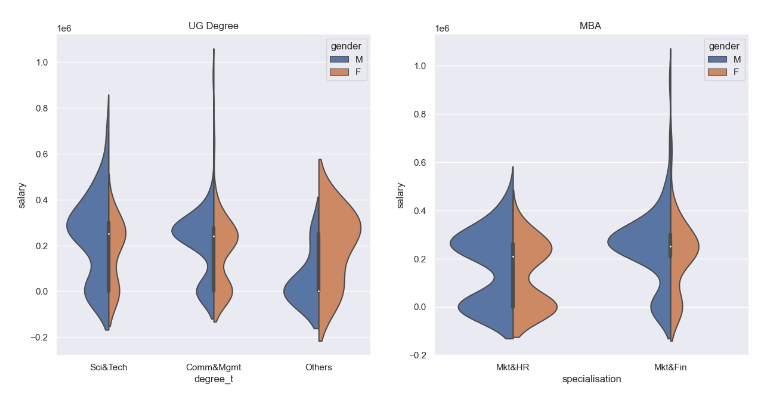 UG Degree
1e6
gender
M
F
1.0
0.8
0.6
0.4
0.2
0.0
−0.2
salary
Sci&Tech
Comm&Mgmt
Others
degree_t
MBA
1e6
gender
M
F
1.0
0.8
0.6
0.4
0.2
0.0
−0.2
salary
Mkt&HR
Mkt&Fin
specialisation